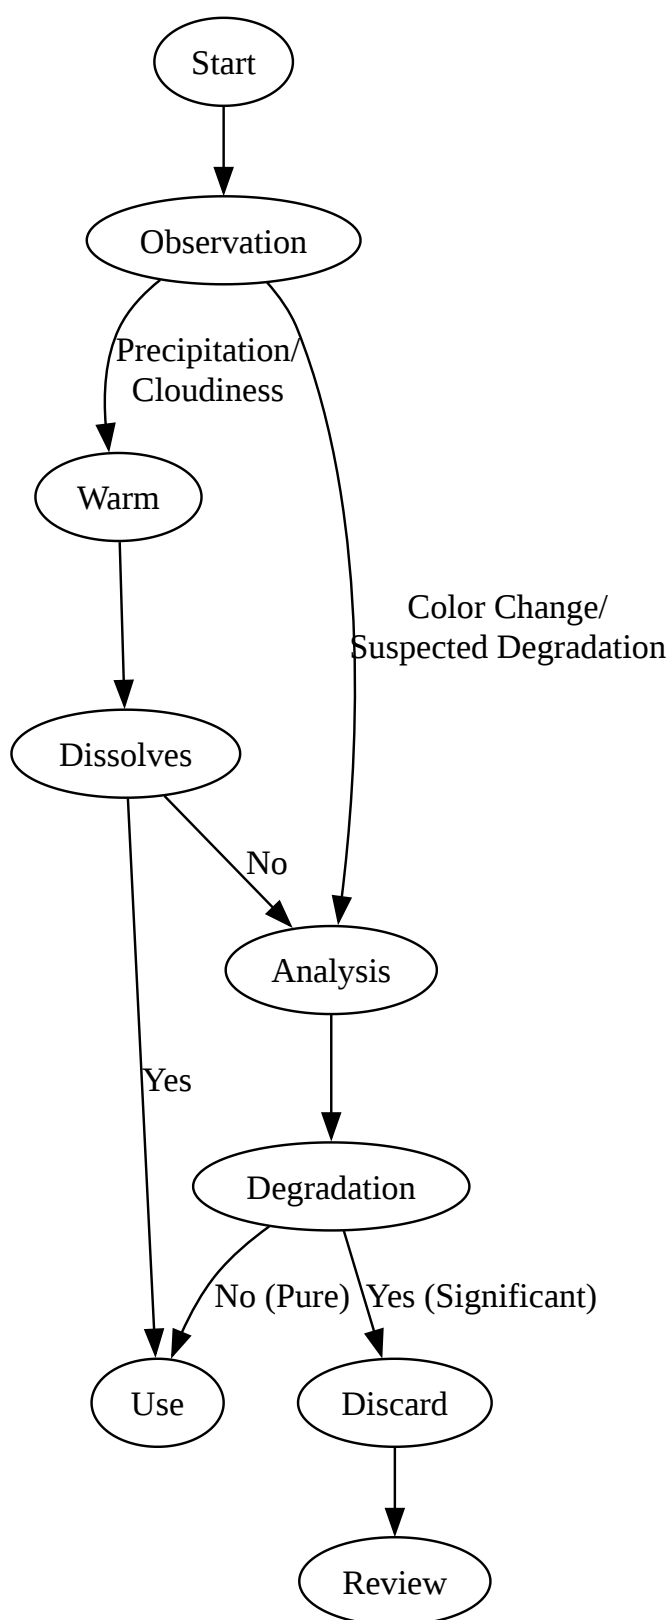 Start
Observation
Precipitation/
Cloudiness
Warm
Color Change/
Suspected Degradation
Dissolves
No
Analysis
Yes
Degradation
No (Pure)
Yes (Significant)
Use
Discard
Review